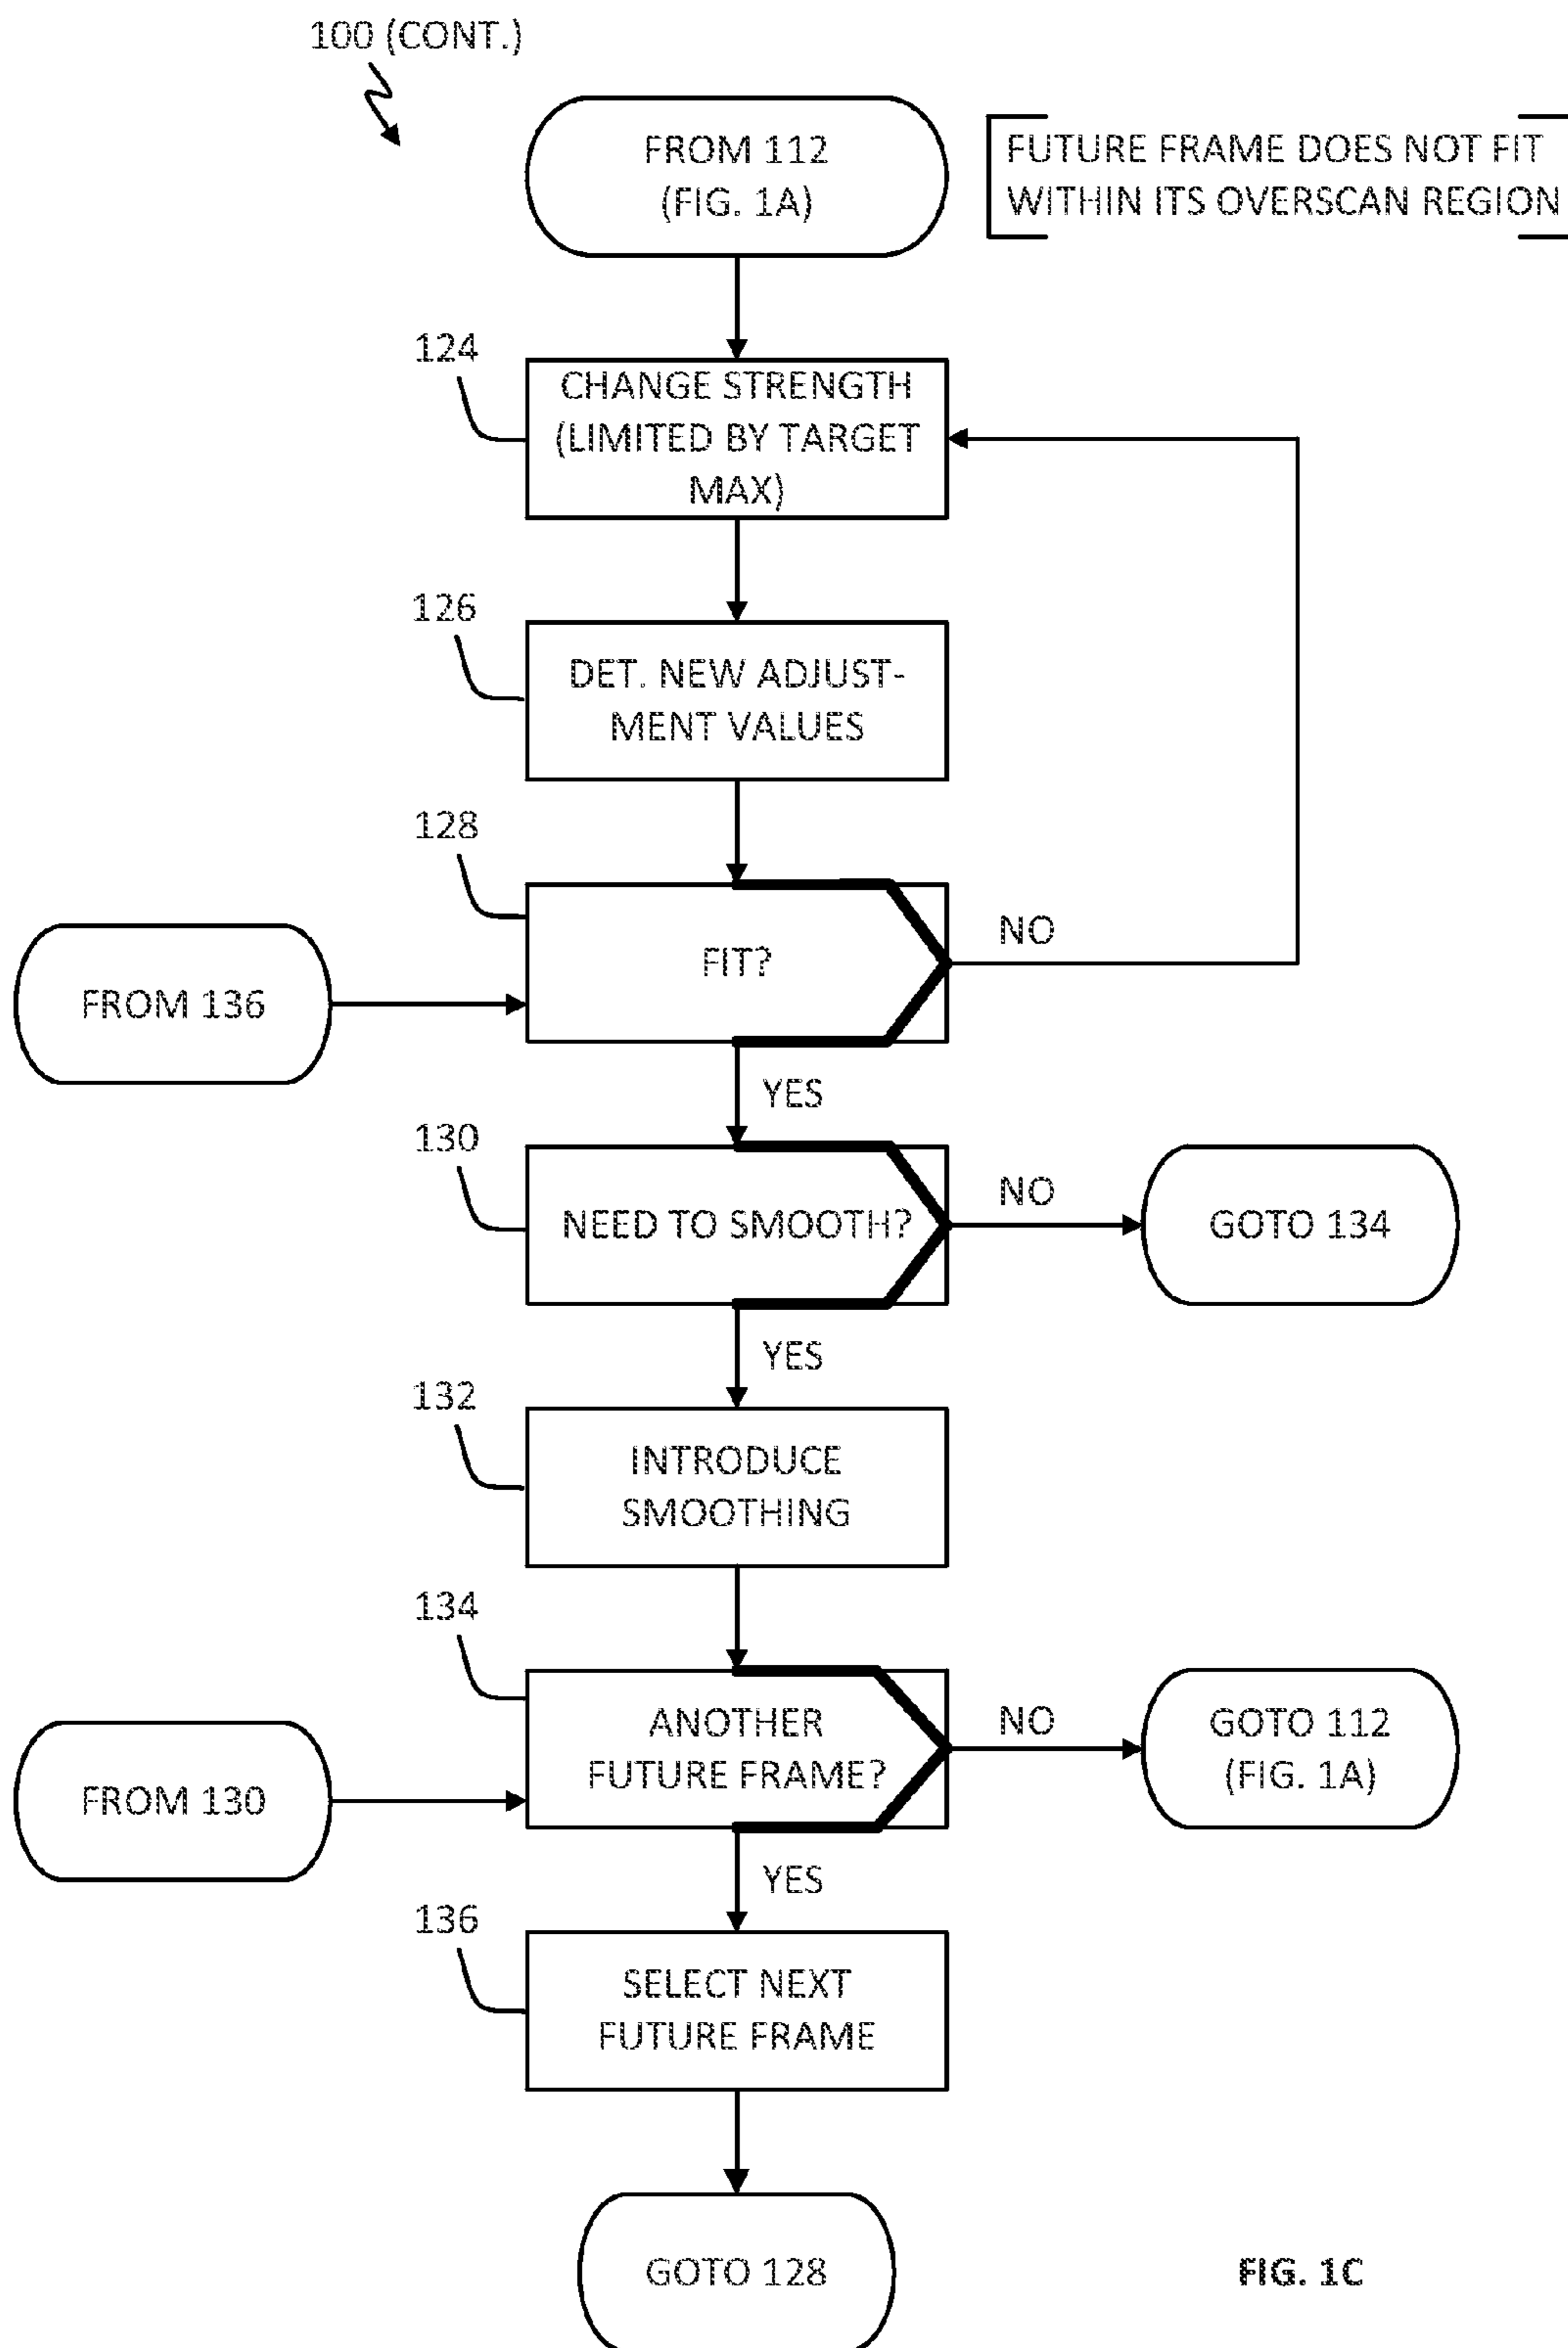 100 (CONT.)
FROM 112
(FIG. 1A)
FUTURE FRAME DOES NOT FIT
WITHIN ITS OVERSCAN REGION
124
CHANGE STRENGTH
(LIMITED BY TARGET
MAX)
126
DET. NEW ADJUST-
MENT VALUES
128
FIT?
NO
FROM 136
YES
130
NEED TO SMOOTH?
NO
GOTO 134
YES
132
INTRODUCE
SMOOTHING
134
ANOTHER
FUTURE FRAME?
NO
GOTO 112
(FIG. 1A)
FROM 130
YES
136
SELECT NEXT
FUTURE FRAME
GOTO 128
FIG. 1C